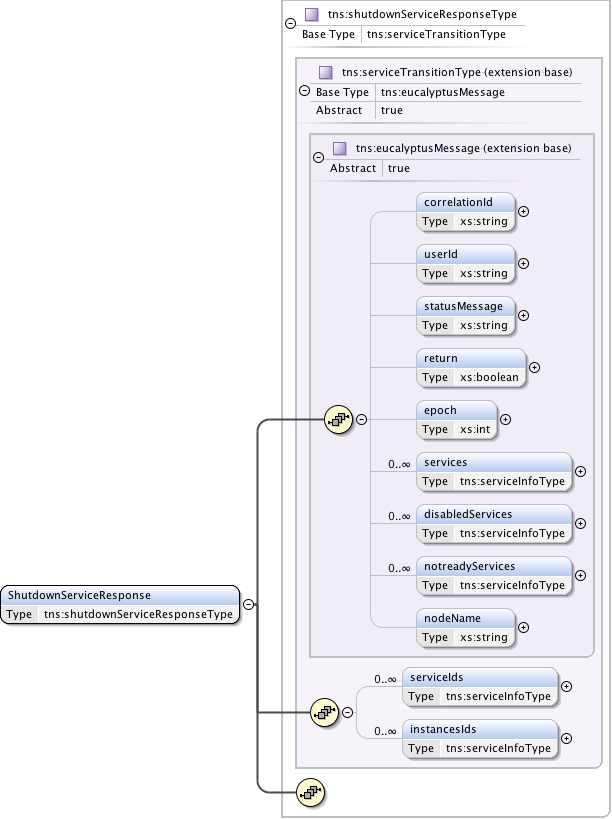 tns:shutdownServiceResponseType
Base Type tns:serviceTransitionType
tns:serviceTransitionType (extension base)
Base Type tns:eucalyptusMessage
Abstract true
tns:eucalyptusMessage (extension base)
Abstract true
correlationId
Type xs:string
userId
Type xs:string
statusMessage
Type xs:string
return
Type xs:boolean
epoch
Type xs:int
0..∞ services
Type tns:serviceInfoType
0..∞ disabledServices
Type tns:serviceInfoType
0..∞ notreadyServices
Type tns:serviceInfoType
nodeName
Type xs:string
ShutdownServiceResponse
Type tns:shutdownServiceResponseType
0..∞ serviceIds
Type tns:serviceInfoType
0..∞ instancesIds
Type tns:serviceInfoType